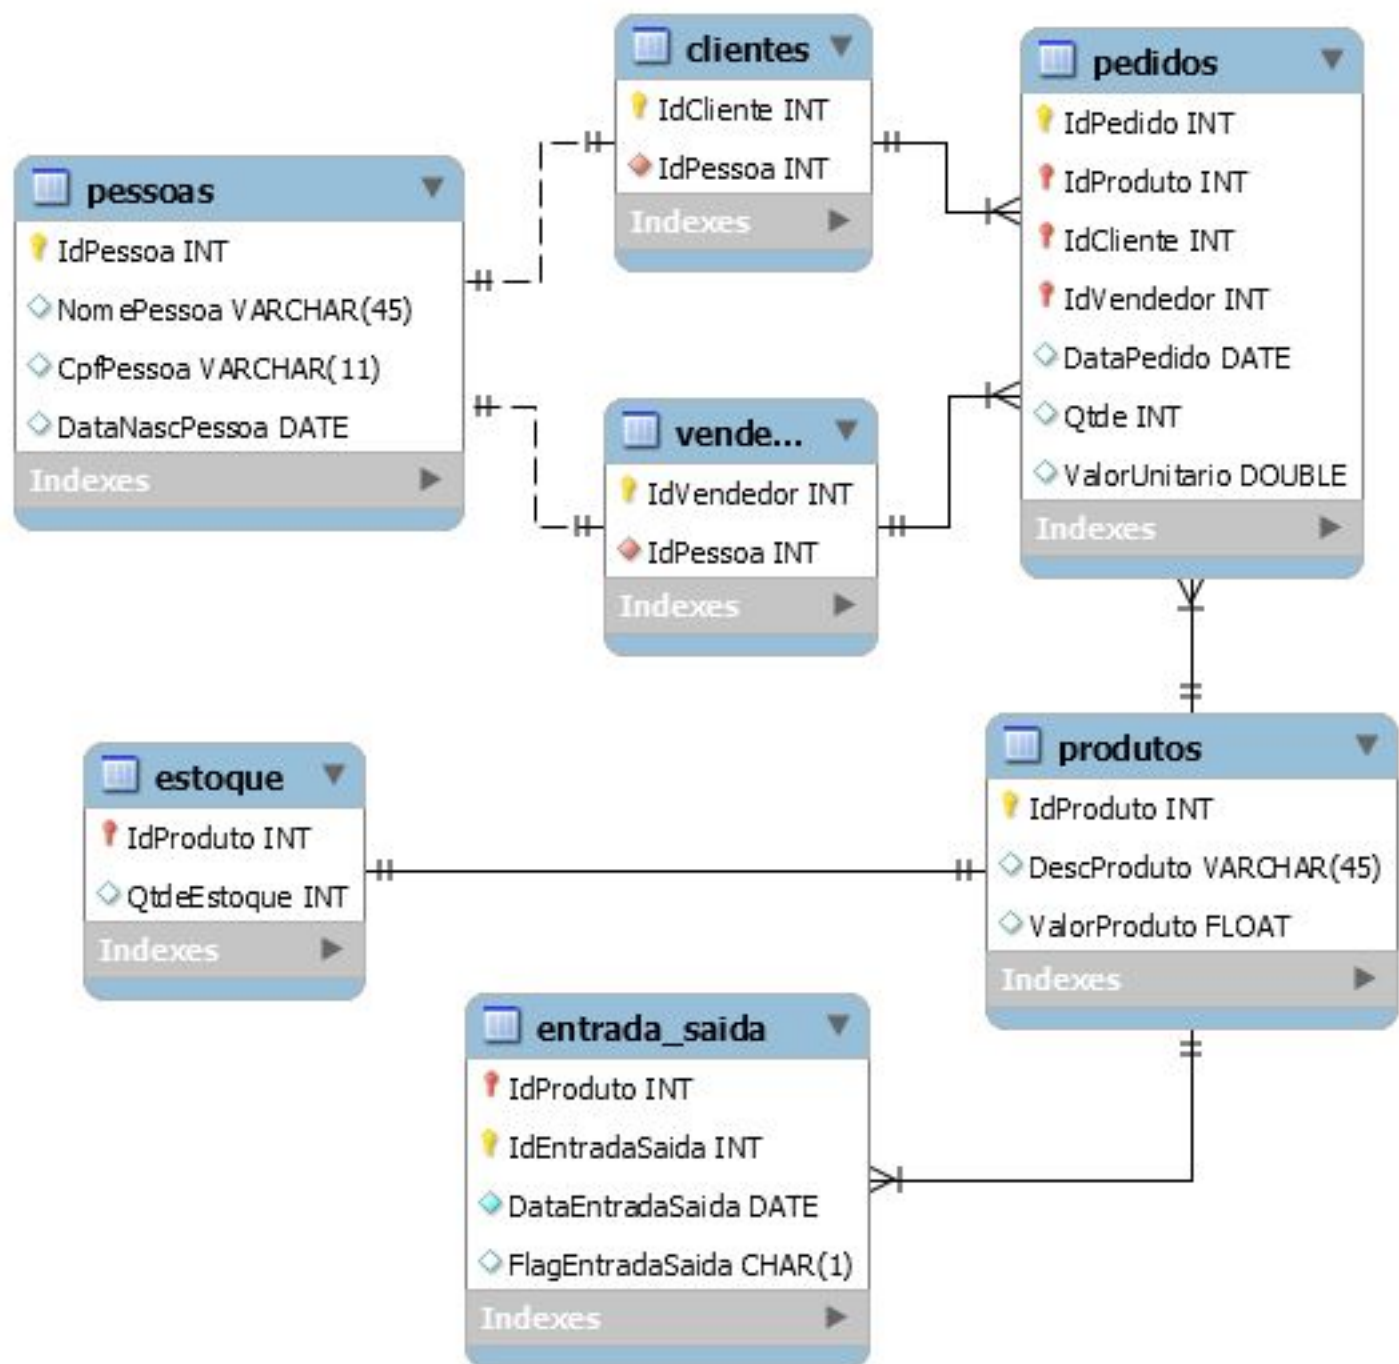 clientes
IdCliente INT
IdPessoa INT
Indexes
pedidos
IdPedido INT
IdProduto INT
IdCliente INT
IdVendedor INT
DataPedido DATE
Qtde INT
ValorUnitario DOUBLE
Indexes
pessoas
IdPessoa INT
NomePessoa VARCHAR(45)
CpfPessoa VARCHAR(11)
DataNascPessoa DATE
Indexes
vende...
IdVendedor INT
IdPessoa INT
Indexes
estoque
IdProduto INT
QtdeEstoque INT
Indexes
produtos
IdProduto INT
DescProduto VARCHAR(45)
ValorProduto FLOAT
Indexes
entrada_saida
IdProduto INT
IdEntradaSaida INT
DataEntradaSaida DATE
FlagEntradaSaida CHAR(1)
Indexes